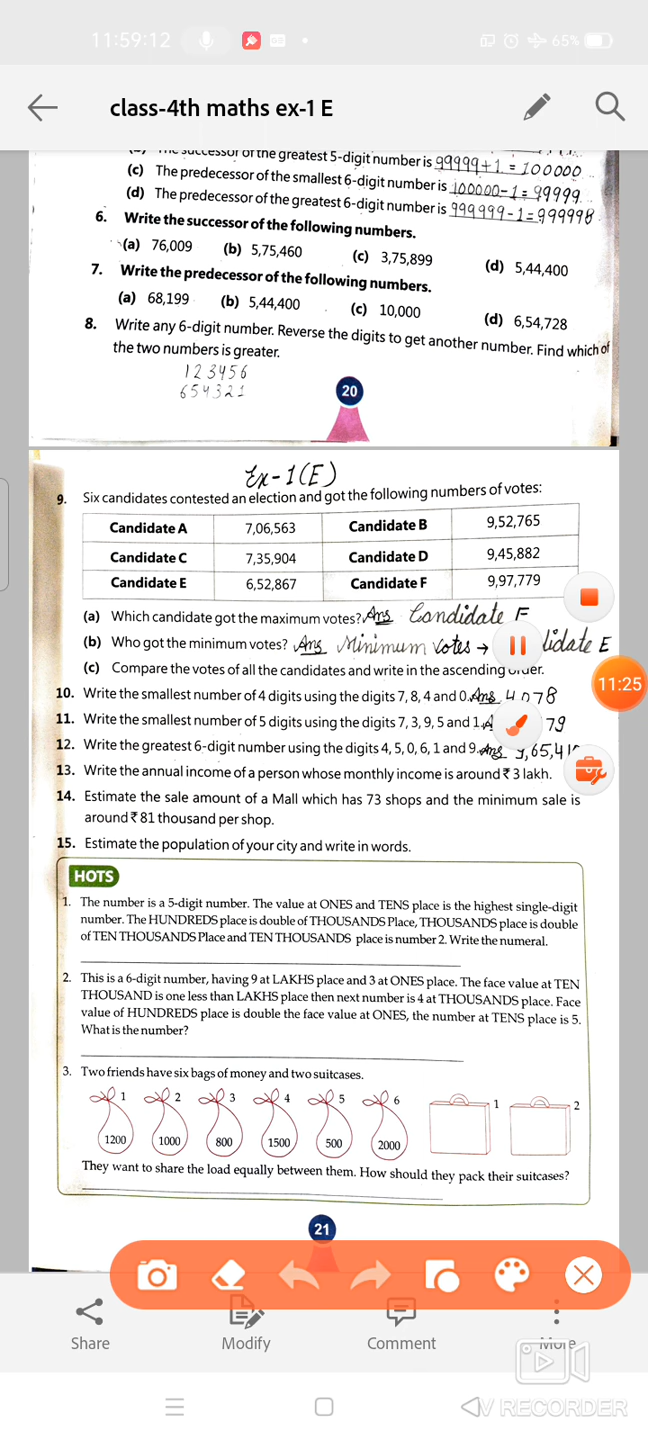 11:59:12
65%
class-4th maths ex-1 E
successor of the greatest 5-digit number is 99999+1 = 100000
(c) The predecessor of the smallest 6-digit number is 100000-1= 99999
(d) The predecessor of the greatest 6-digit number is 999999-1=999998
6. Write the successor of the following numbers.
(a) 76,009 (b) 5,75,460 (c) 3,75,899 (d) 5,44,400
7. Write the predecessor of the following numbers.
(a) 68,199 (b) 5,44,400 (c) 10,000 (d) 6,54,728
8. Write any 6-digit number. Reverse the digits to get another number. Find which of
the two numbers is greater.
123456
654321
20
Ex-1(E)
9. Six candidates contested an election and got the following numbers of votes:
Candidate A 7,06,563 Candidate B 9,52,765
Candidate C 7,35,904 Candidate D 9,45,882
Candidate E 6,52,867 Candidate F 9,97,779
(a) Which candidate got the maximum votes? Ans Candidate F
(b) Who got the minimum votes? Ans Minimum votes → lidate E
(c) Compare the votes of all the candidates and write in the ascending order.
11:25
10. Write the smallest number of 4 digits using the digits 7, 8, 4 and 0. Ans 4078
11. Write the smallest number of 5 digits using the digits 7, 3, 9, 5 and 1. A 79
12. Write the greatest 6-digit number using the digits 4, 5, 0, 6, 1 and 9. Ans
13. Write the annual income of a person whose monthly income is around ₹ 3 lakh.
14. Estimate the sale amount of a Mall which has 73 shops and the minimum sale is
around ₹ 81 thousand per shop.
15. Estimate the population of your city and write in words.
HOTS
1. The number is a 5-digit number. The value at ONES and TENS place is the highest single-digit
number. The HUNDREDS place is double of THOUSANDS Place, THOUSANDS place is double
of TEN THOUSANDS Place and TEN THOUSANDS place is number 2. Write the numeral.
2. This is a 6-digit number, having 9 at LAKHS place and 3 at ONES place. The face value at TEN
THOUSAND is one less than LAKHS place then next number is 4 at THOUSANDS place. Face
value of HUNDREDS place is double the face value at ONES, the number at TENS place is 5.
What is the number?
3. Two friends have six bags of money and two suitcases.
1 2 3 4 5 6 1 2
1200 1000 800 1500 500 2000
They want to share the load equally between them. How should they pack their suitcases?
21
Share Modify Comment More
V RECORDER